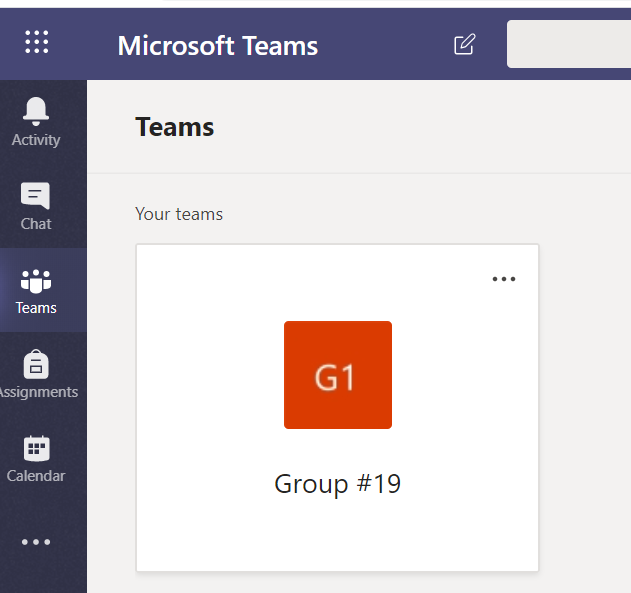 Microsoft Teams
Activity
Chat
Teams
Assignments
Calendar
Teams
Your teams
G1
Group #19